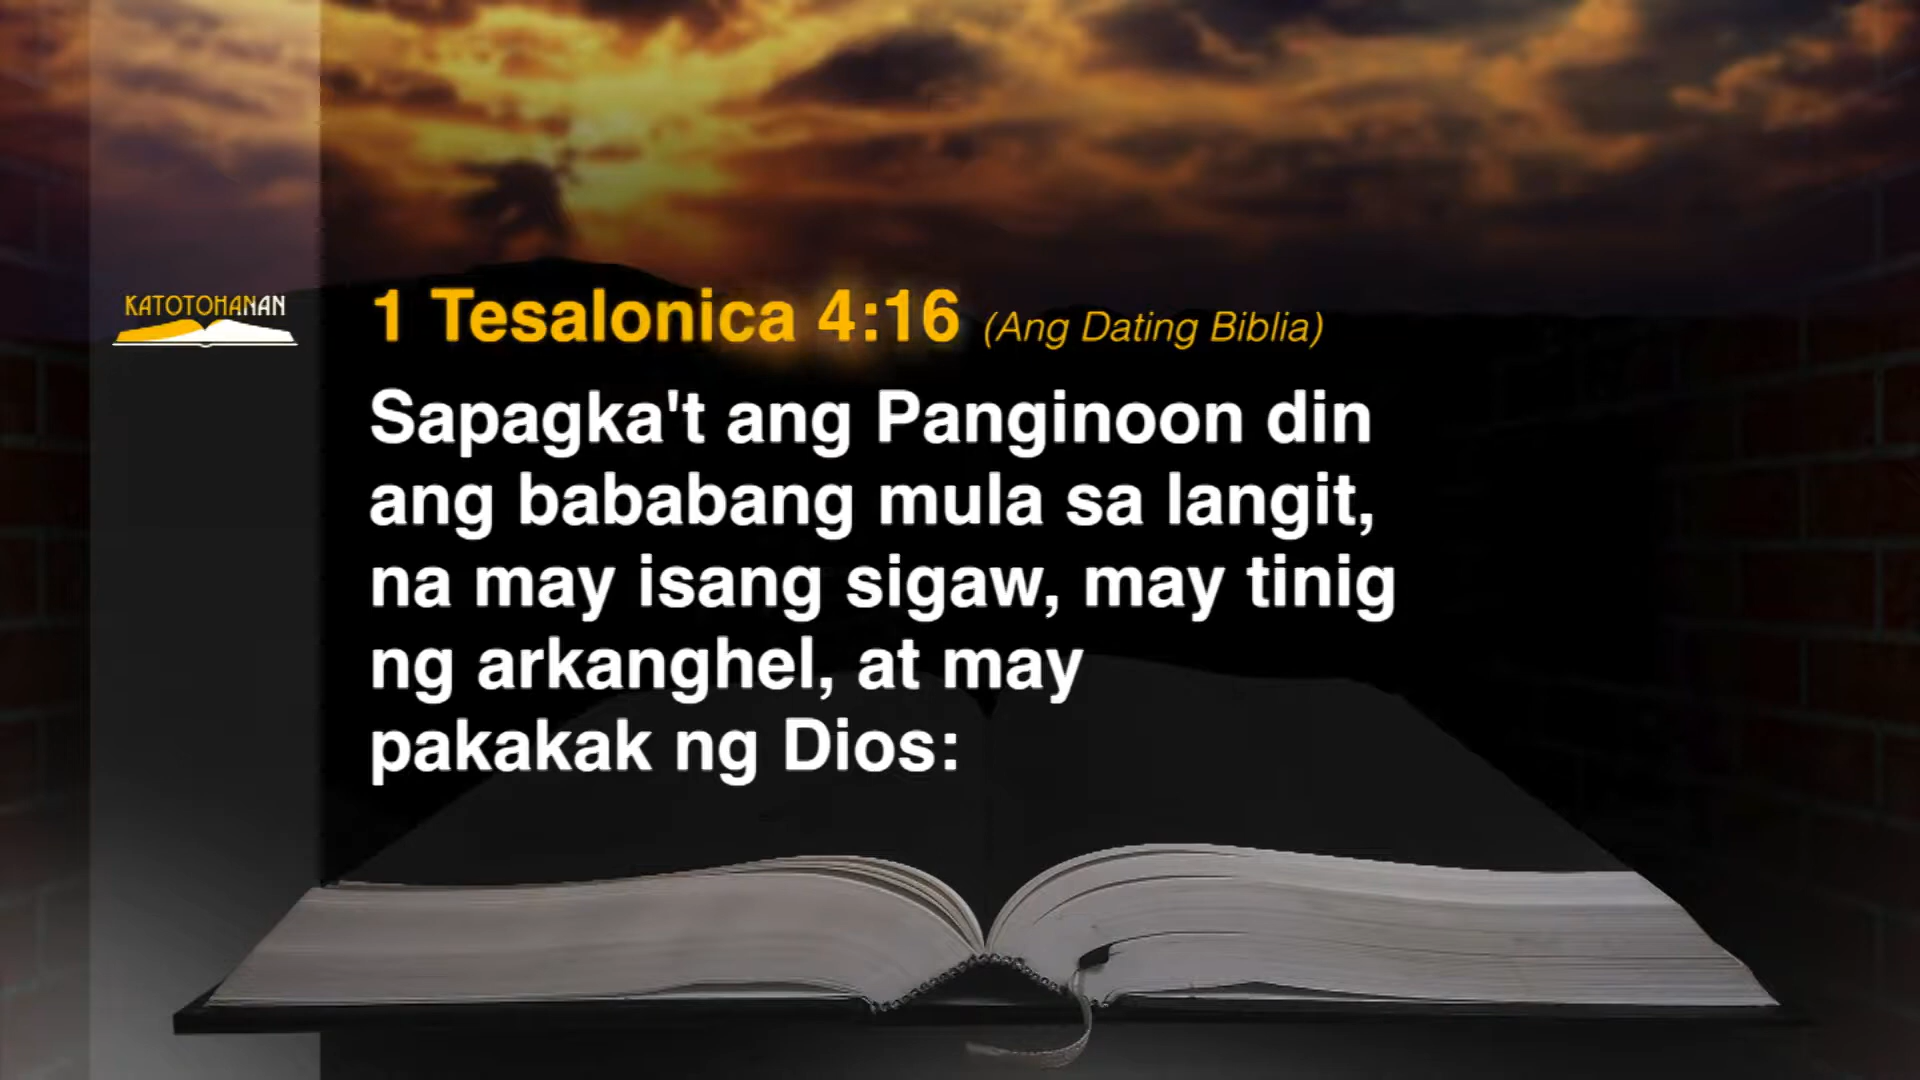 KATOTOHANAN
1 Tesalonica 4:16 (Ang Dating Biblia)
Sapagka't ang Panginoon din
ang bababang mula sa langit,
na may isang sigaw, may tinig
ng arkanghel, at may
pakakak ng Dios: